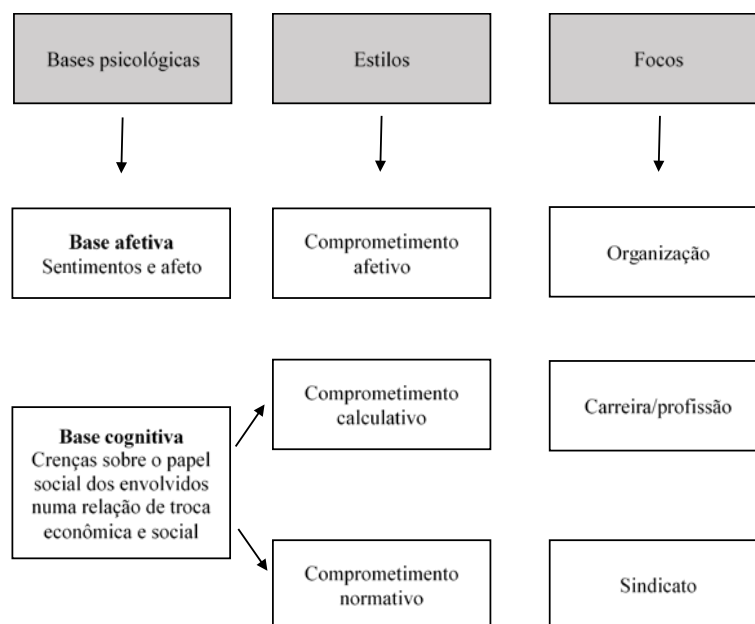 Bases psicológicas
Estilos
Focos
Base afetiva
Sentimentos e afeto
Comprometimento
afetivo
Organização
Base cognitiva
Crenças sobre o papel
social dos envolvidos
numa relação de troca
econômica e social
Comprometimento
calculativo
Carreira/profissão
Comprometimento
normativo
Sindicato